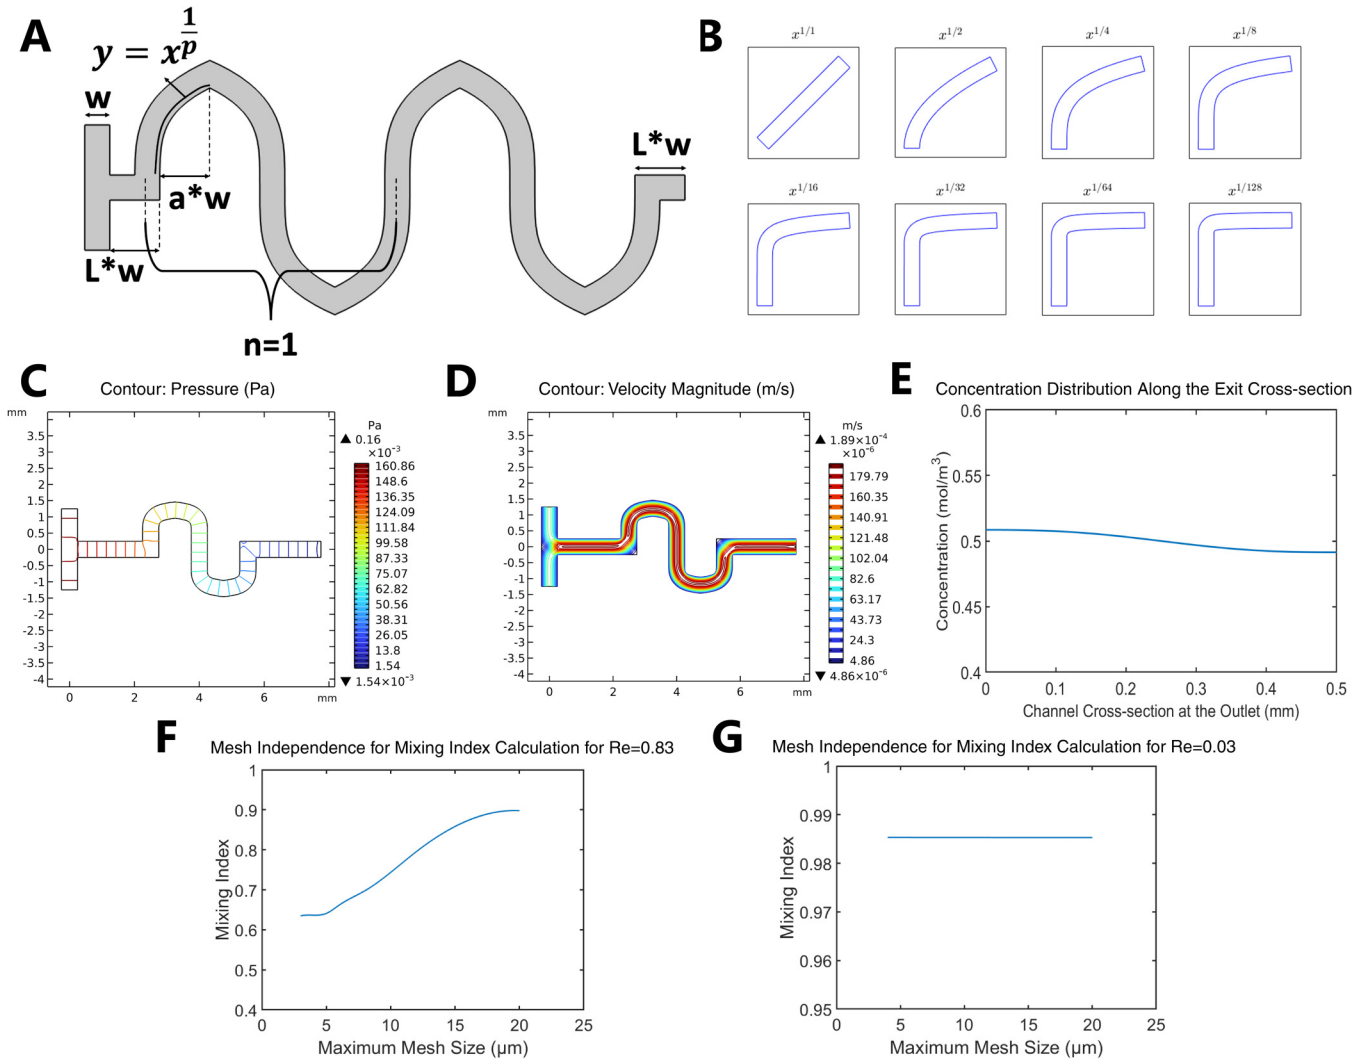 A
y = x^{1/p}
w
a*w
L*w
L*w
n=1
B
x^{1/1}
x^{1/2}
x^{1/4}
x^{1/8}
x^{1/16}
x^{1/32}
x^{1/64}
x^{1/128}
C
Contour: Pressure (Pa)
mm
3.5
3
2.5
2
1.5
1
0.5
0
-0.5
-1
-1.5
-2
-2.5
-3
-3.5
-4
0
2
4
6
mm
Pa
▲ 0.16
×10⁻³
160.86
148.6
136.35
124.09
111.84
99.58
87.33
75.07
62.82
50.56
38.31
26.05
13.8
1.54
▼ 1.54×10⁻³
D
Contour: Velocity Magnitude (m/s)
mm
3.5
3
2.5
2
1.5
1
0.5
0
-0.5
-1
-1.5
-2
-2.5
-3
-3.5
-4
0
2
4
6
mm
m/s
▲ 1.89×10⁻⁴
×10⁻⁶
179.79
160.35
140.91
121.48
102.04
82.6
63.17
43.73
24.3
4.86
▼ 4.86×10⁻⁶
E
Concentration Distribution Along the Exit Cross-section
Concentration (mol/m³)
0.6
0.55
0.5
0.45
0.4
0
0.1
0.2
0.3
0.4
0.5
Channel Cross-section at the Outlet (mm)
F
Mesh Independence for Mixing Index Calculation for Re=0.83
Mixing Index
1
0.9
0.8
0.7
0.6
0.5
0.4
0
5
10
15
20
25
Maximum Mesh Size (μm)
G
Mesh Independence for Mixing Index Calculation for Re=0.03
Mixing Index
1
0.99
0.98
0.97
0.96
0.95
0
5
10
15
20
25
Maximum Mesh Size (μm)